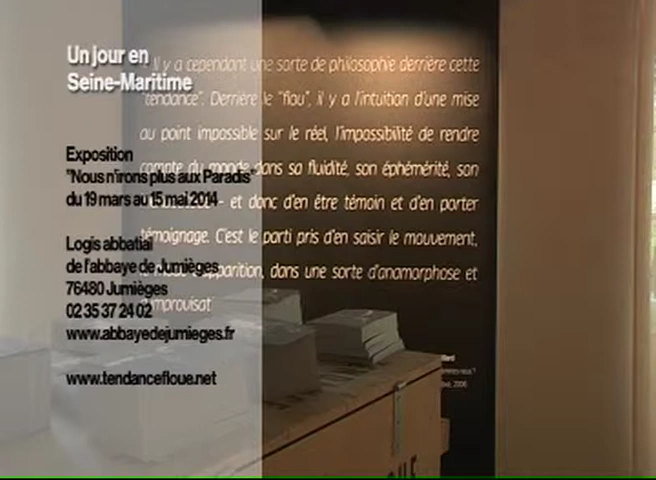 Un jour en
Seine-Maritime
Exposition
"Nous n'irons plus aux Paradis"
du 19 mars au 15 mai 2014
Logis abbatial
de l'abbaye de Jumièges
76480 Jumièges
02 35 37 24 02
www.abbayedejumieges.fr
www.tendancefloue.net
Il y a cependant une sorte de philosophie derrière cette
"tendance". Derrière le "flou", il y a l'intuition d'une mise
au point impossible sur le réel, l'impossibilité de rendre
compte du monde dans sa fluidité, son éphémérité, son
- et donc d'en être témoin et d'en porter
témoignage. C'est le parti pris d'en saisir le mouvement,
d'apparition, dans une sorte d'anamorphose et
2006